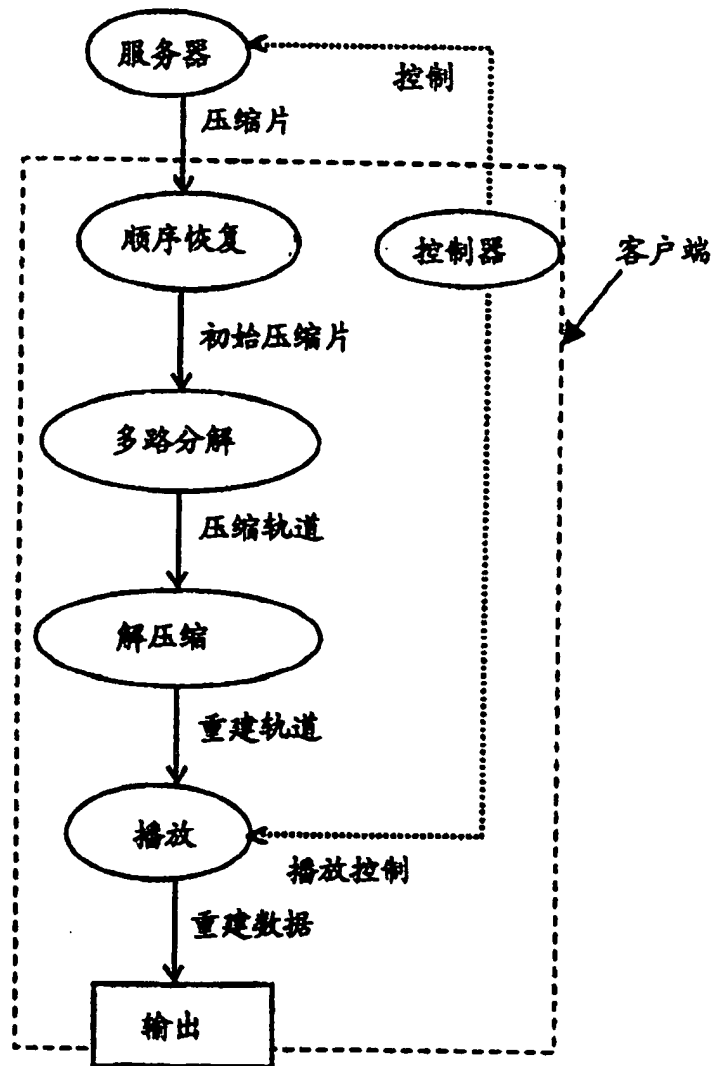 服务器
控制
压缩片
顺序恢复
控制器
客户端
初始压缩片
多路分解
压缩轨道
解压缩
重建轨道
播放
播放控制
重建数据
输出